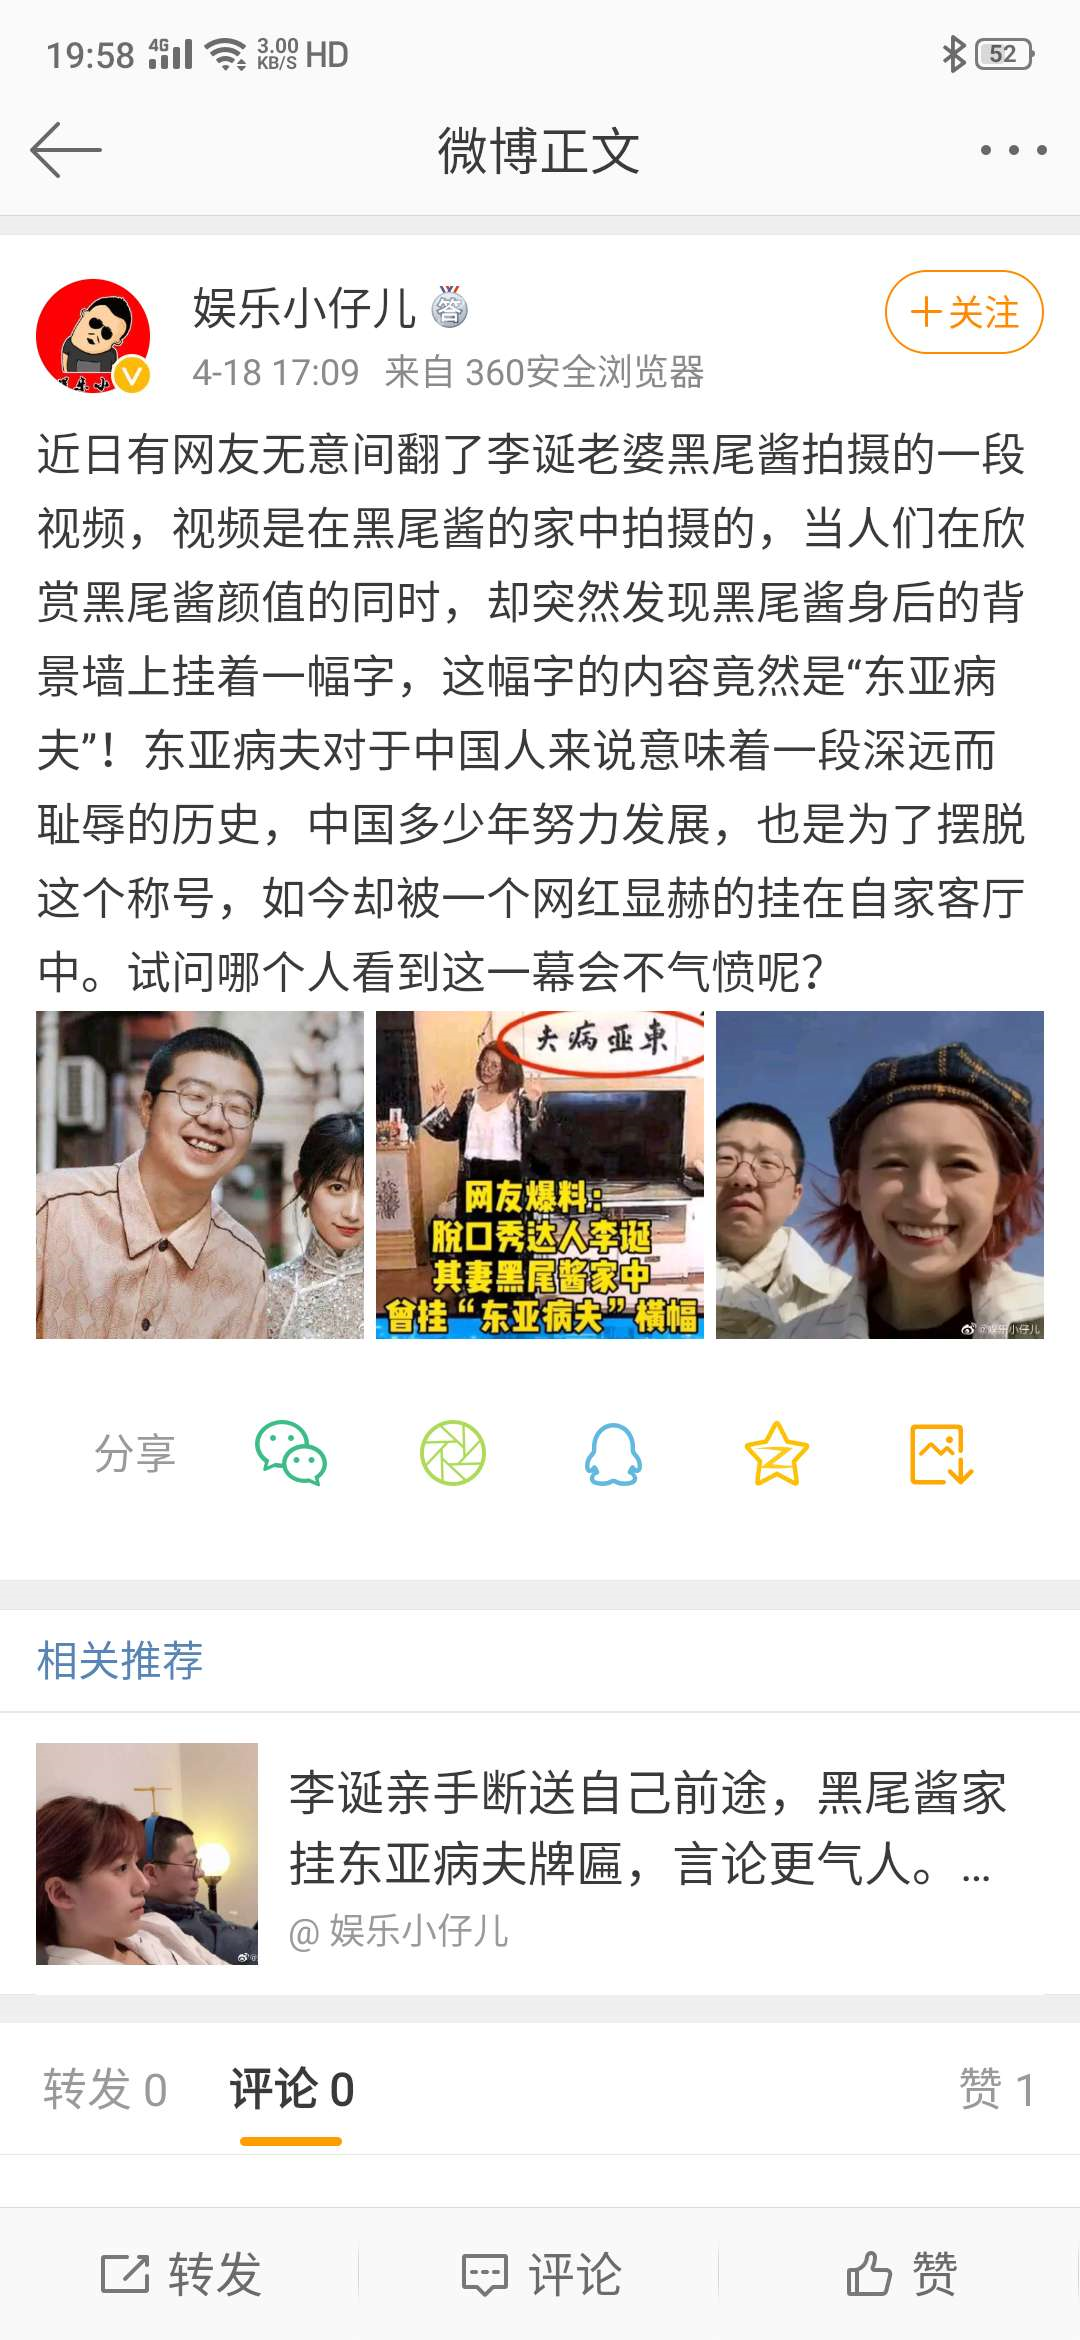 19:58 4G 3.00 KB/S HD 52
微博正文
娱乐小仔儿 答
+关注
4-18 17:09 来自 360安全浏览器
近日有网友无意间翻了李诞老婆黑尾酱拍摄的一段
视频，视频是在黑尾酱的家中拍摄的，当人们在欣
赏黑尾酱颜值的同时，却突然发现黑尾酱身后的背
景墙上挂着一幅字，这幅字的内容竟然是“东亚病
夫”！东亚病夫对于中国人来说意味着一段深远而
耻辱的历史，中国多少年努力发展，也是为了摆脱
这个称号，如今却被一个网红显赫的挂在自家客厅
中。试问哪个人看到这一幕会不气愤呢？
夫病亚東
网友爆料：
脱口秀达人李诞
其妻黑尾酱家中
曾挂“东亚病夫”横幅
@娱乐小仔儿
分享
相关推荐
李诞亲手断送自己前途，黑尾酱家
挂东亚病夫牌匾，言论更气人。...
@ 娱乐小仔儿
转发 0 评论 0 赞 1
转发 评论 赞